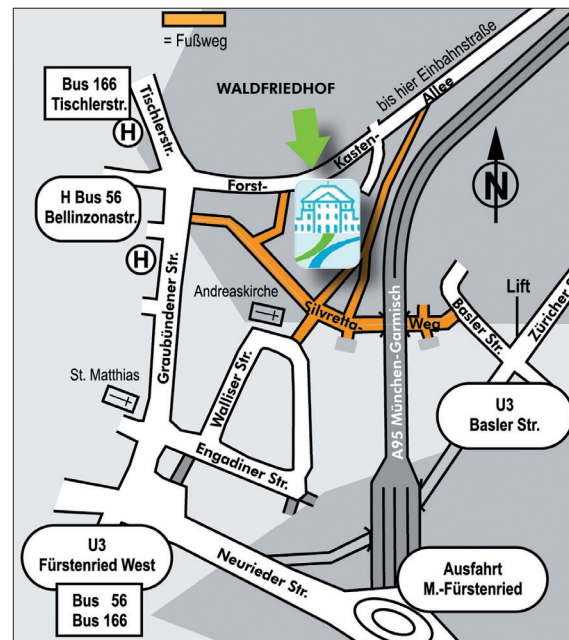 = Fußweg
Bus 166
Tischlerstr.
Tischlerstr.
H
WALDFRIEDHOF
bis hier Einbahnstraße
Forst-
Kasten-
Allee
N
H Bus 56
Bellinzonastr.
H
Graubündener Str.
Andreaskirche
Silvretta-
Weg
Basler Str.
Lift
Züricher S
St. Matthias
Walliser Str.
Engadiner Str.
A95 München-Garmisch
U3
Basler Str.
U3
Fürstenried West
Bus 56
Bus 166
Neurieder Str.
Ausfahrt
M.-Fürstenried